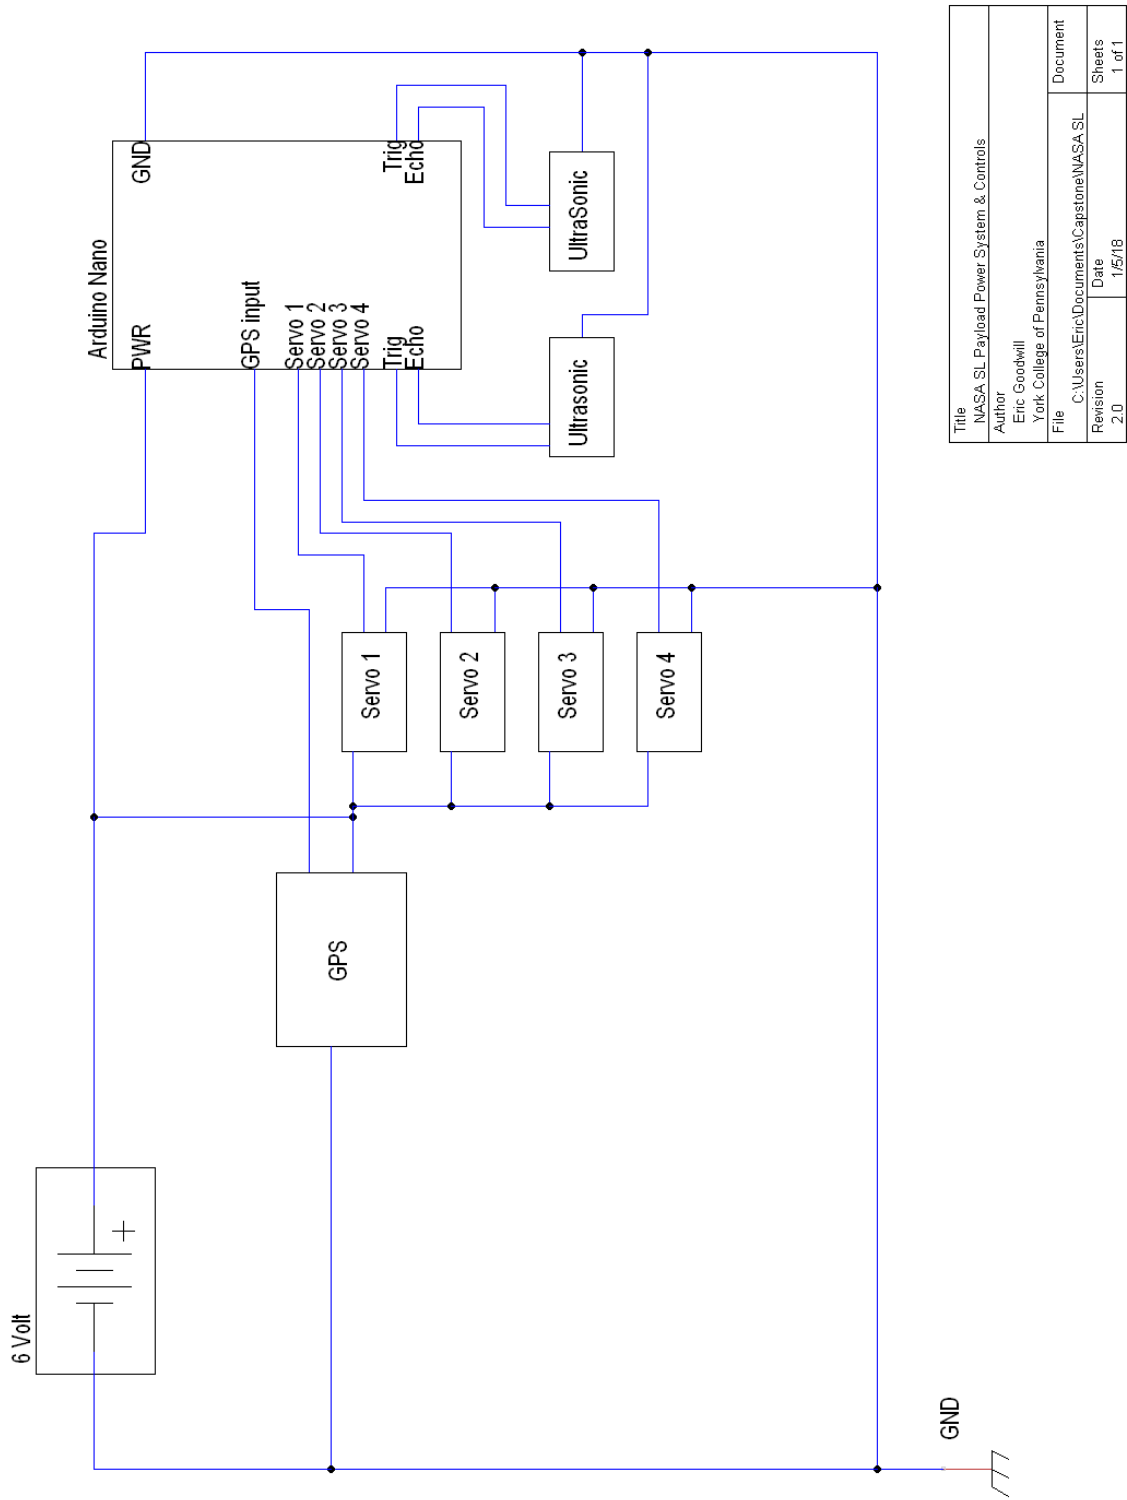 6 Volt
GPS
Servo 1
Servo 2
Servo 3
Servo 4
Arduino Nano
PWR
GND
GPS input
Servo 1
Servo 2
Servo 3
Servo 4
Trig
Echo
Trig
Echo
Ultrasonic
UltraSonic
GND
Title
NASA SL Payload Power System & Controls
Author
Eric Goodwill
York College of Pennsylvania
File
Document
C:\Users\Eric\Documents\Capstone\NASA SL
Revision
Date
Sheets
2.0
1/5/18
1 of 1